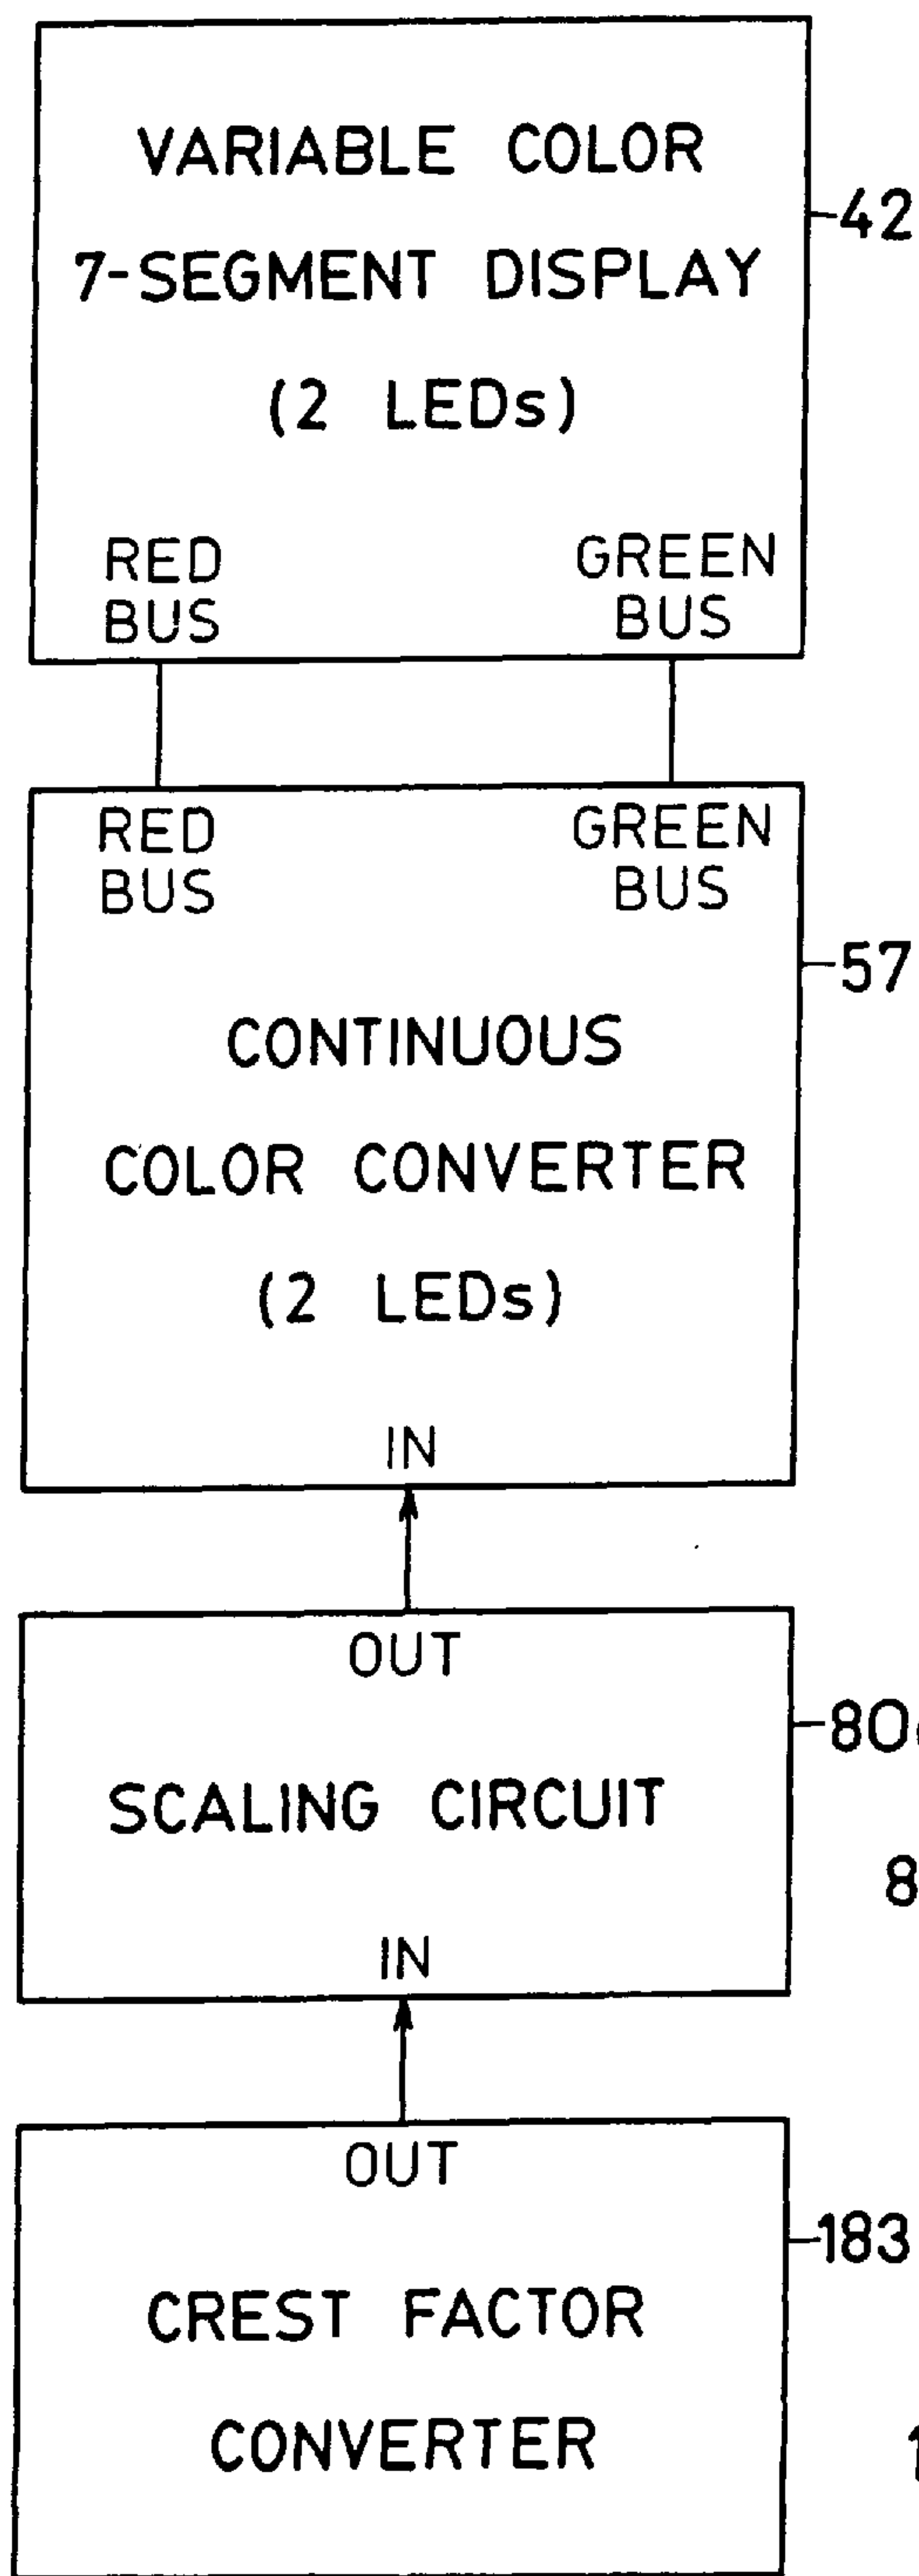 VARIABLE COLOR
7-SEGMENT DISPLAY
(2 LEDs)
42
RED BUS
GREEN BUS
RED BUS
GREEN BUS
57
CONTINUOUS
COLOR CONVERTER
(2 LEDs)
IN
OUT
SCALING CIRCUIT
IN
OUT
183
CREST FACTOR
CONVERTER